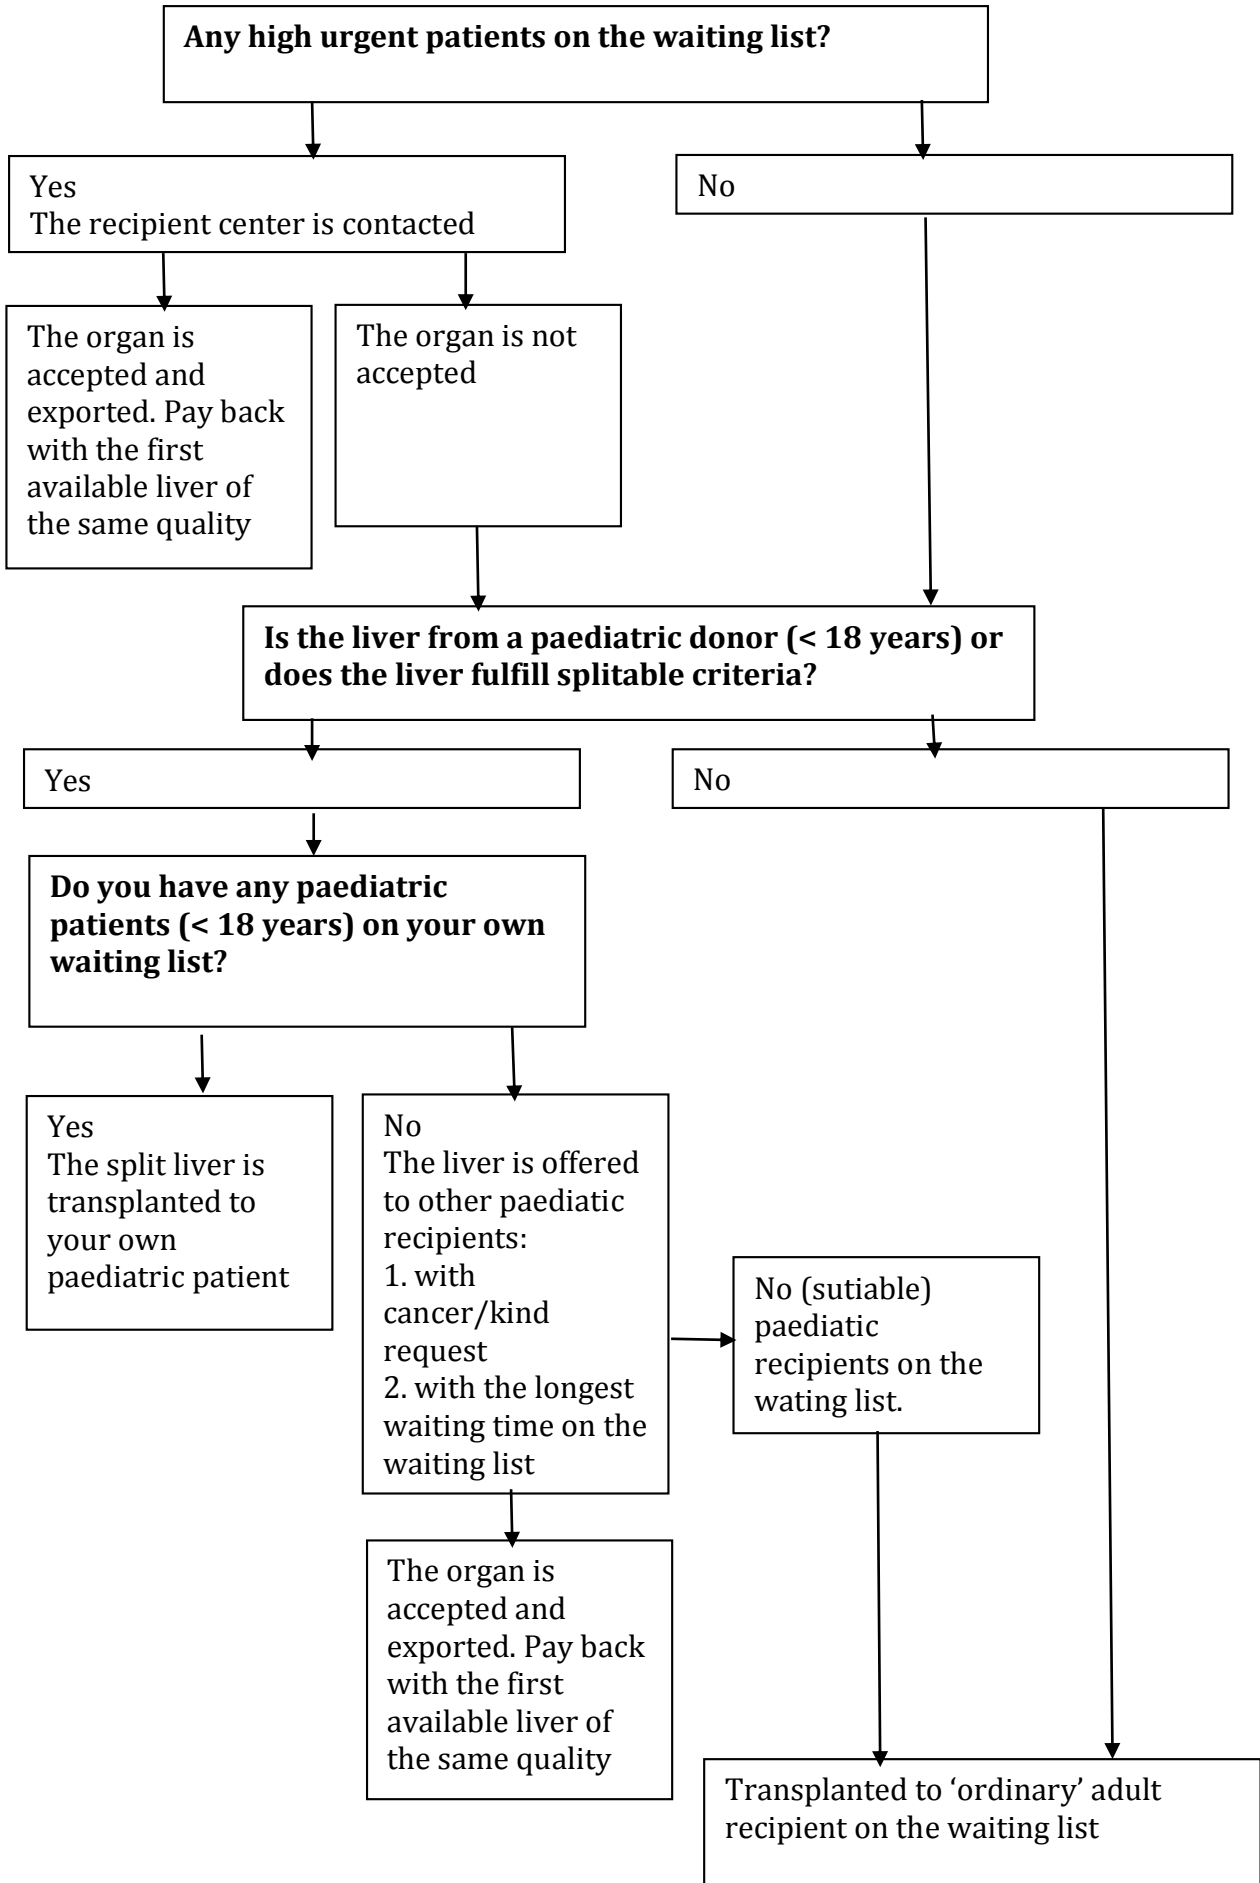 Any high urgent patients on the waiting list?
Yes
The recipient center is contacted
No
The organ is
accepted and
exported. Pay back
with the first
available liver of
the same quality
The organ is not
accepted
Is the liver from a paediatric donor (< 18 years) or
does the liver fulfill splitable criteria?
Yes
No
Do you have any paediatric
patients (< 18 years) on your own
waiting list?
Yes
The split liver is
transplanted to
your own
paediatric patient
No
The liver is offered
to other paediatic
recipients:
1. with
cancer/kind
request
2. with the longest
waiting time on the
waiting list
No (sutiable)
paediatic
recipients on the
wating list.
The organ is
accepted and
exported. Pay back
with the first
available liver of
the same quality
Transplanted to ‘ordinary’ adult
recipient on the waiting list